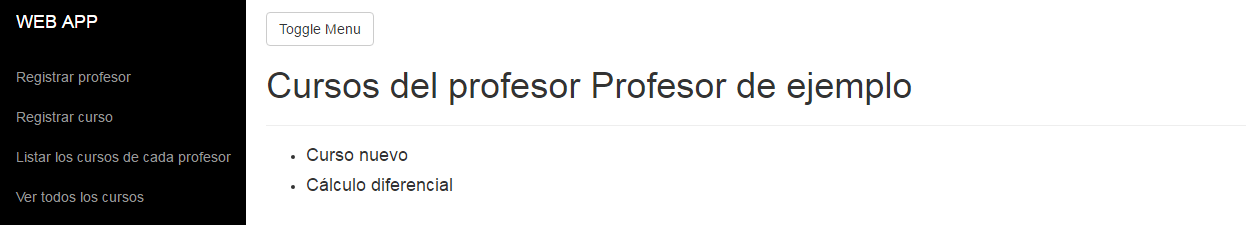 WEB APP
Registrar profesor
Registrar curso
Listar los cursos de cada profesor
Ver todos los cursos
Toggle Menu
Cursos del profesor Profesor de ejemplo
Curso nuevo
Cálculo diferencial